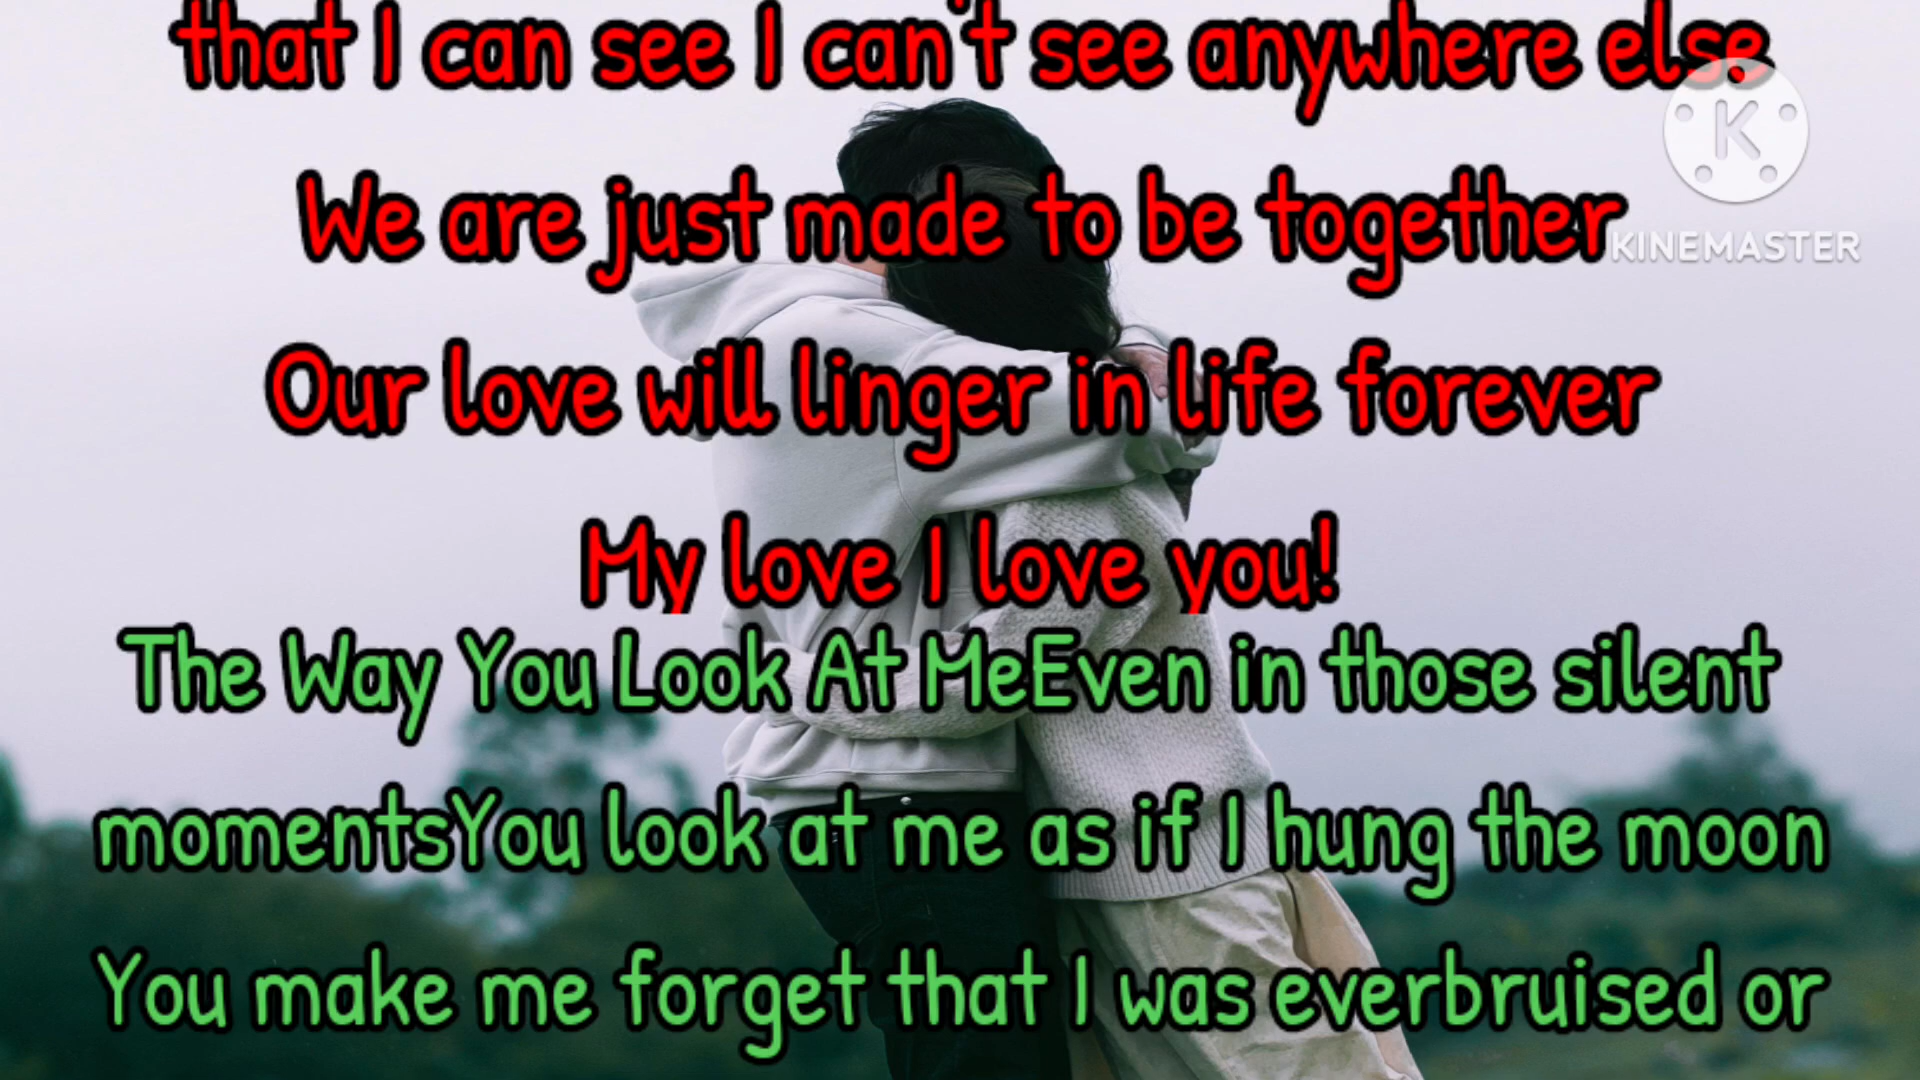 that I can see I can't see anywhere else
We are just made to be together
Our love will linger in life forever
My love I love you!
The Way You Look At MeEven in those silent
momentsYou look at me as if I hung the moon
You make me forget that I was everbruised or
K
KINEMASTER